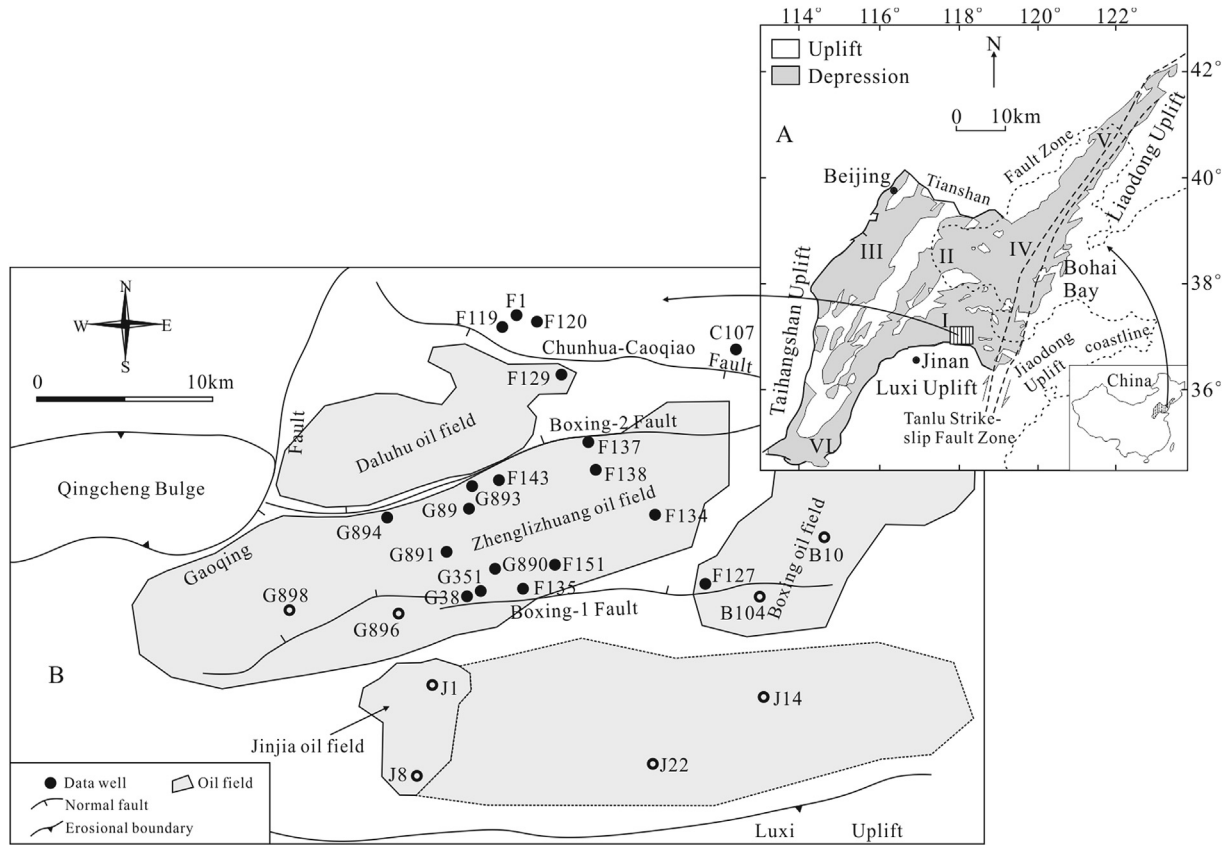 114° 116° 118° 120° 122°
Uplift
Depression
N
0 10km
A
42°
40°
38°
36°
Fault Zone
V
Liaodong Uplift
Beijing
Tianshan
III
II
IV
Bohai
Bay
Taihangshan Uplift
I
Jinan
Luxi Uplift
Jiaodong
Uplift
coastline
Tanlu Strike-
slip Fault Zone
VI
China
N
W E
S
0 10km
F1
F119
F120
C107
Chunhua-Caoqiao
Fault
F129
Fault
Daluhu oil field
Boxing-2 Fault
F137
F138
Qingcheng Bulge
F143
G893
G89
G894
Zhenglizhuang oil field
F134
Gaoqing
G891
G890
F151
G351
G38
F135
Boxing-1 Fault
G898
G896
F127
B10
B104
Boxing oil field
B
J1
J14
Jinjia oil field
J8
J22
Data well
Oil field
Normal fault
Erosional boundary
Luxi Uplift